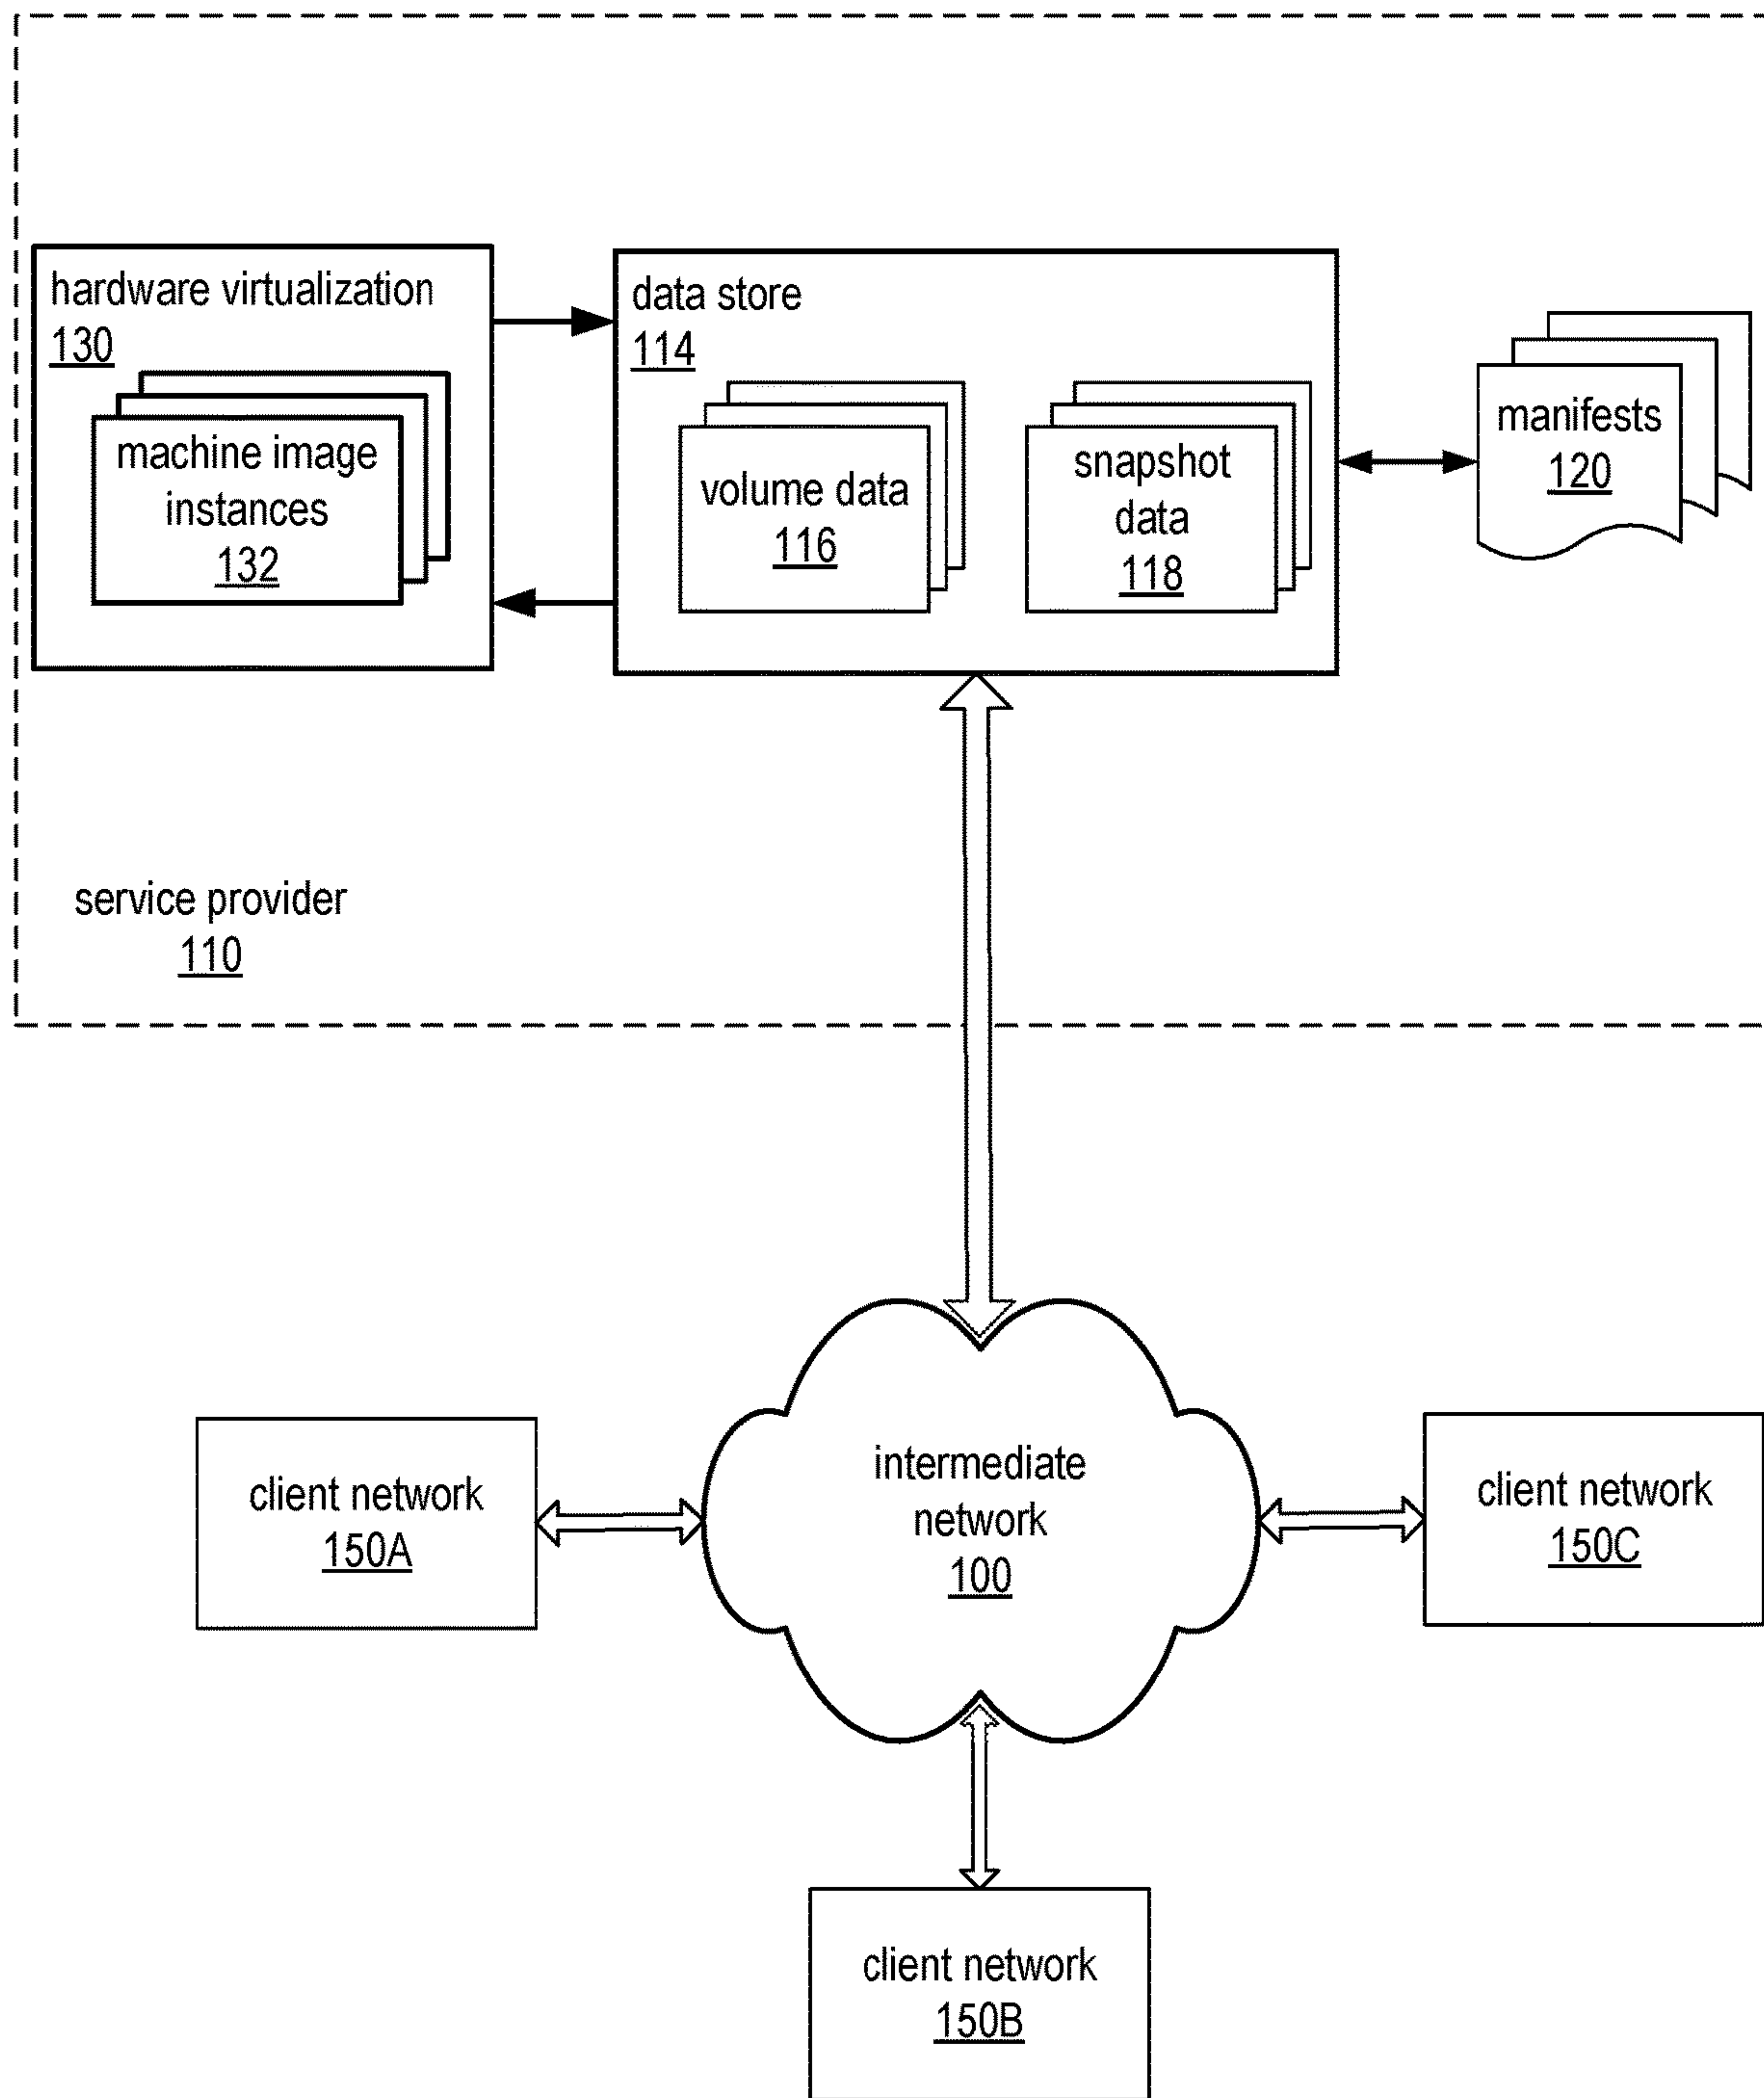 hardware virtualization
130
machine image
instances
132
data store
114
volume data
116
snapshot
data
118
manifests
120
service provider
110
intermediate
network
100
client network
150A
client network
150C
client network
150B